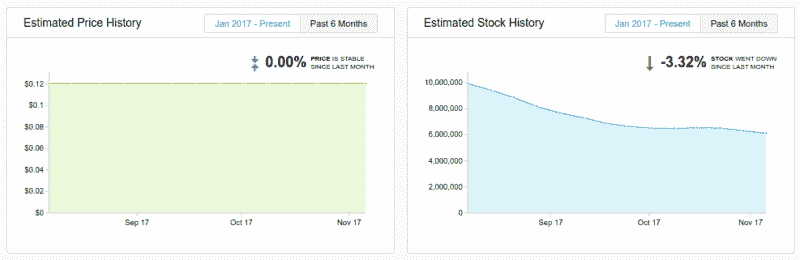 Estimated Price History
Jan 2017 - Present
Past 6 Months
0.00%
PRICE IS STABLE
SINCE LAST MONTH
$0.12
$0.1
$0.08
$0.06
$0.04
$0.02
$0
Sep 17
Oct 17
Nov 17
Estimated Stock History
Jan 2017 - Present
Past 6 Months
-3.32%
STOCK WENT DOWN
SINCE LAST MONTH
10,000,000
8,000,000
6,000,000
4,000,000
2,000,000
0
Sep 17
Oct 17
Nov 17